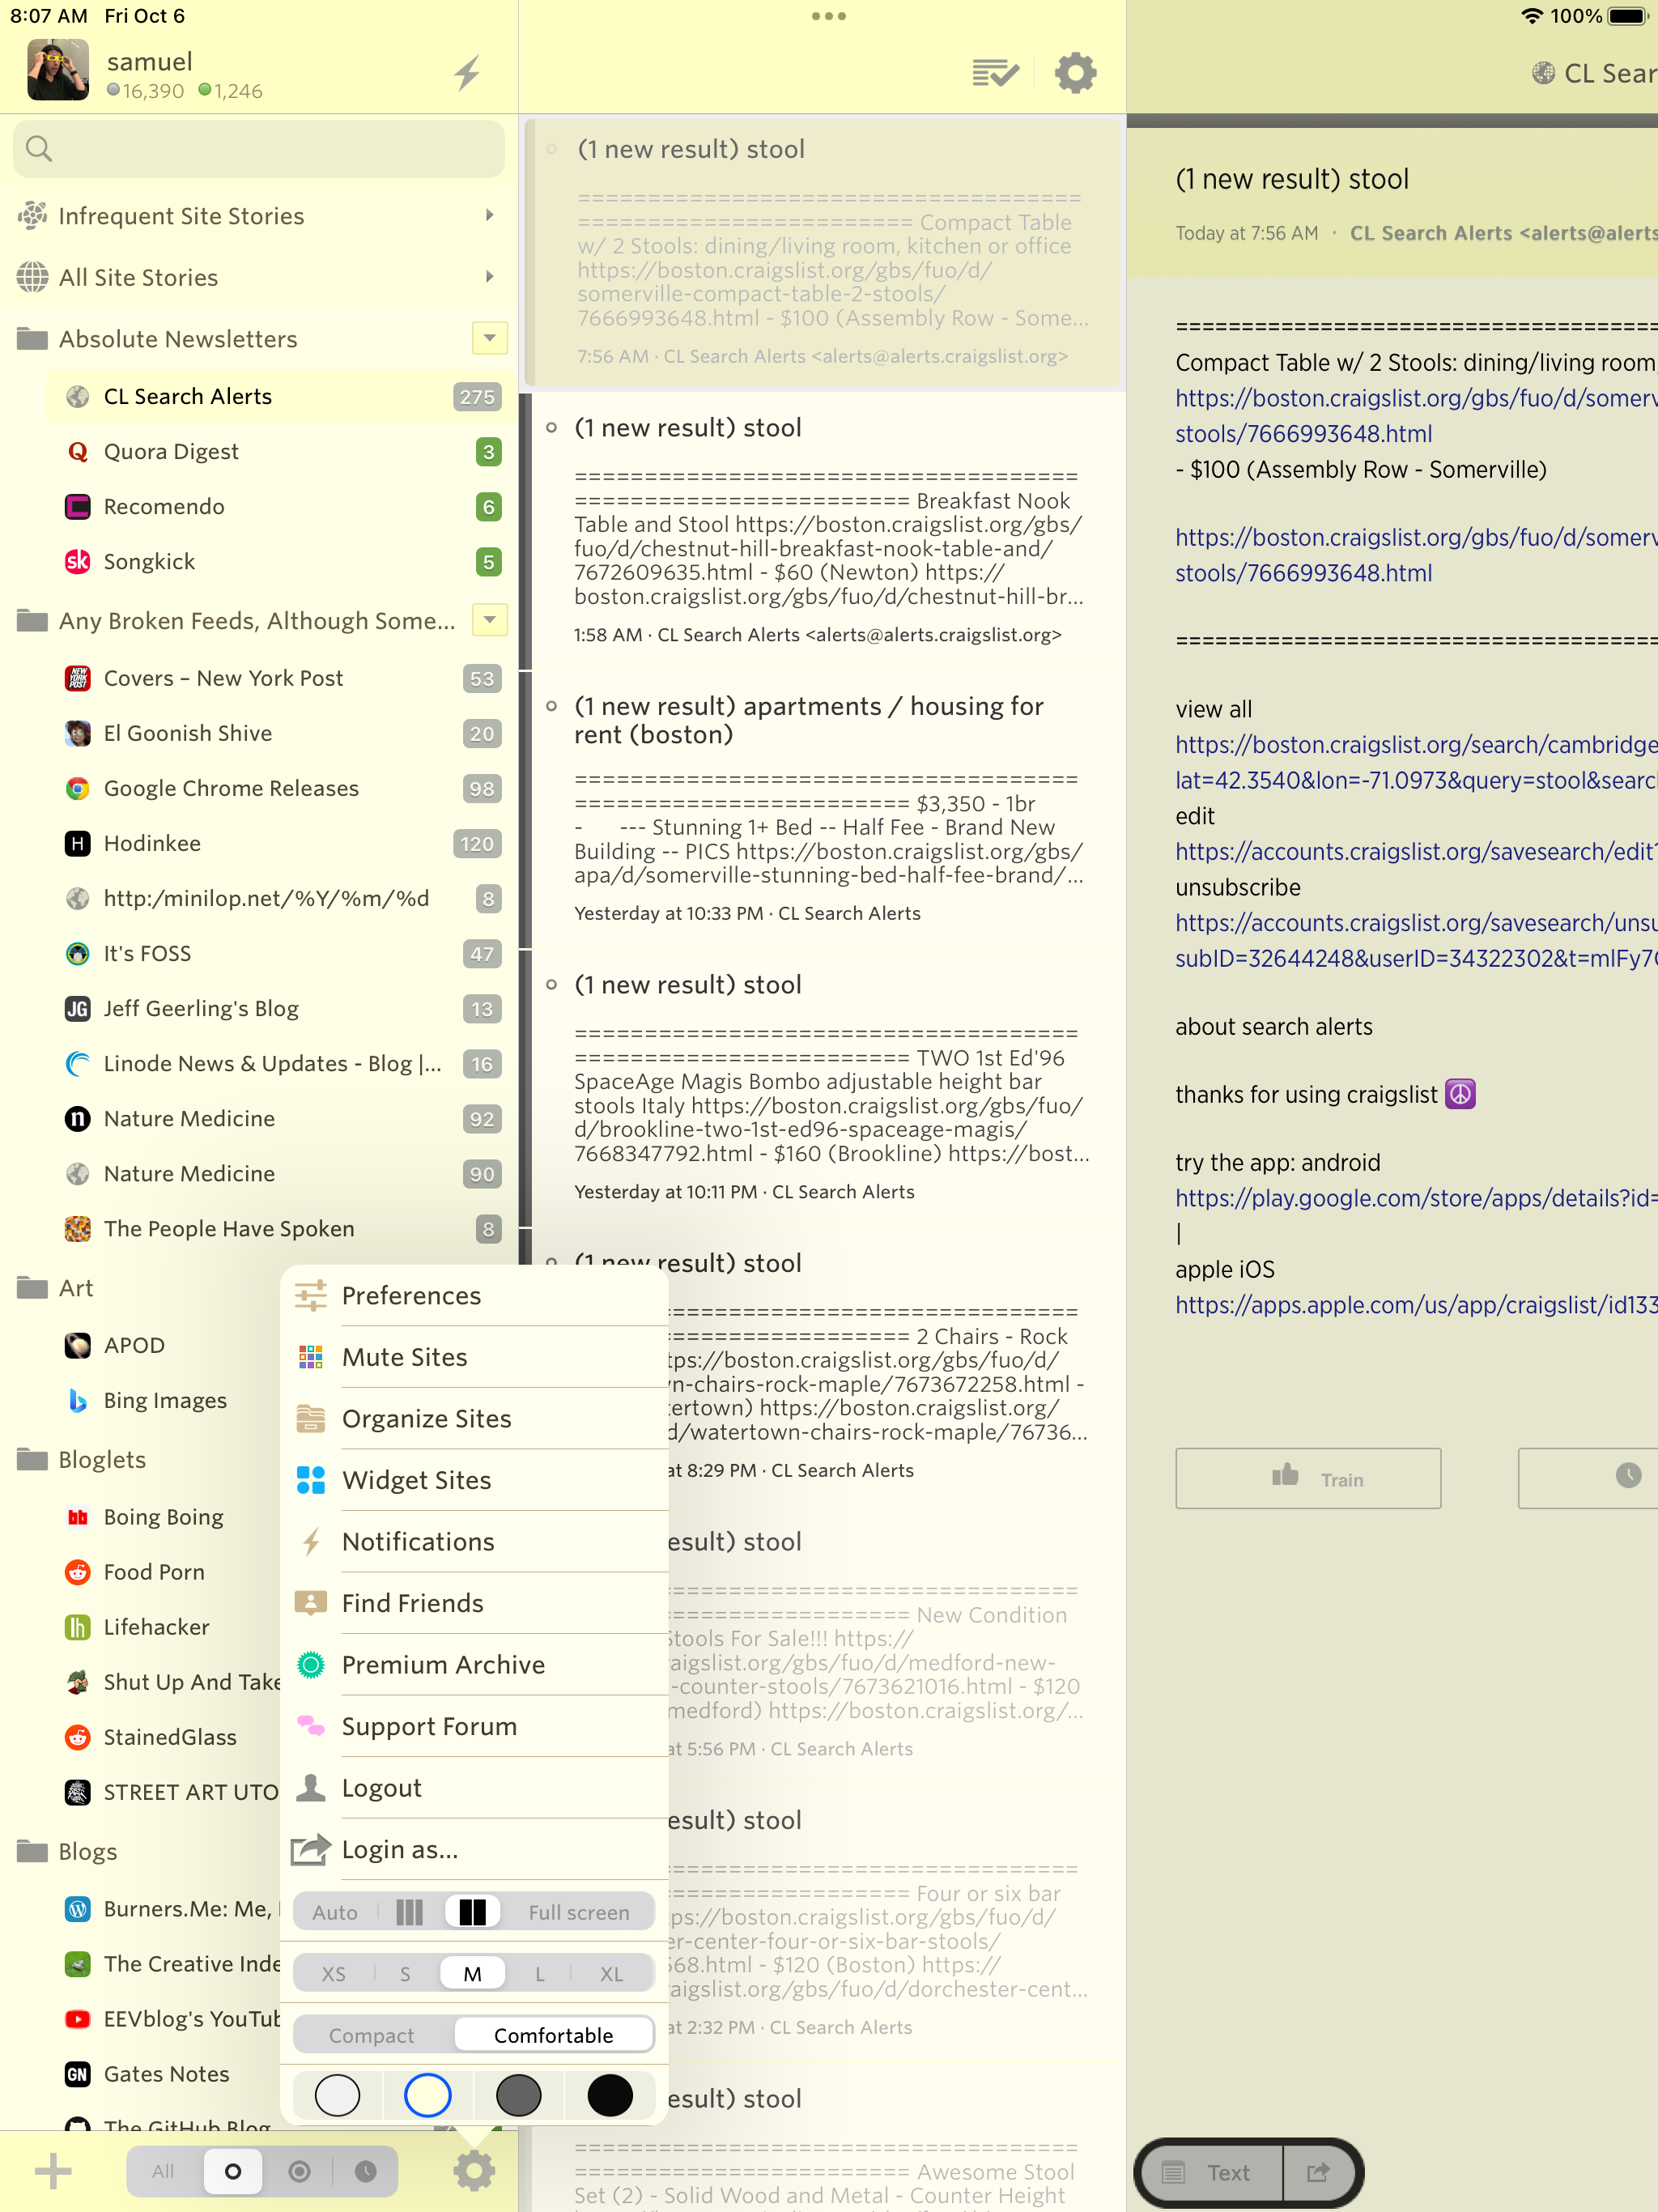 8:07 AM Fri Oct 6
100%
samuel
16,390 1,246
Infrequent Site Stories
All Site Stories
Absolute Newsletters
CL Search Alerts 275
Quora Digest 3
Recomendo 6
Songkick 5
Any Broken Feeds, Although Some...
Covers – New York Post 53
El Goonish Shive 20
Google Chrome Releases 98
Hodinkee 120
http:/minilop.net/%Y/%m/%d 8
It's FOSS 47
Jeff Geerling's Blog 13
Linode News & Updates - Blog |... 16
Nature Medicine 92
Nature Medicine 90
The People Have Spoken 8
Art
APOD
Bing Images
Bloglets
Boing Boing
Food Porn
Lifehacker
Shut Up And Take
StainedGlass
STREET ART UTO
Blogs
Burners.Me: Me,
The Creative Inde
EEVblog's YouTub
Gates Notes
The GitHub Blog
All
Preferences
Mute Sites
Organize Sites
Widget Sites
Notifications
Find Friends
Premium Archive
Support Forum
Logout
Login as...
Auto Full screen
XS S M L XL
Compact Comfortable
(1 new result) stool
====================================
======================== Compact Table
w/ 2 Stools: dining/living room, kitchen or office
https://boston.craigslist.org/gbs/fuo/d/
somerville-compact-table-2-stools/
7666993648.html - $100 (Assembly Row - Some...
7:56 AM · CL Search Alerts <alerts@alerts.craigslist.org>
(1 new result) stool
====================================
======================== Breakfast Nook
Table and Stool https://boston.craigslist.org/gbs/
fuo/d/chestnut-hill-breakfast-nook-table-and/
7672609635.html - $60 (Newton) https://
boston.craigslist.org/gbs/fuo/d/chestnut-hill-br...
1:58 AM · CL Search Alerts <alerts@alerts.craigslist.org>
(1 new result) apartments / housing for
rent (boston)
====================================
======================== $3,350 - 1br
- --- Stunning 1+ Bed -- Half Fee - Brand New
Building -- PICS https://boston.craigslist.org/gbs/
apa/d/somerville-stunning-bed-half-fee-brand/...
Yesterday at 10:33 PM · CL Search Alerts
(1 new result) stool
====================================
======================== TWO 1st Ed'96
SpaceAge Magis Bombo adjustable height bar
stools Italy https://boston.craigslist.org/gbs/fuo/
d/brookline-two-1st-ed96-spaceage-magis/
7668347792.html - $160 (Brookline) https://bost...
Yesterday at 10:11 PM · CL Search Alerts
(1 new result) stool
==============================
================== 2 Chairs - Rock
tps://boston.craigslist.org/gbs/fuo/d/
n-chairs-rock-maple/7673672258.html -
ertown) https://boston.craigslist.org/
d/watertown-chairs-rock-maple/76736...
at 8:29 PM · CL Search Alerts
esult) stool
==============================
================== New Condition
Stools For Sale!!! https://
raigslist.org/gbs/fuo/d/medford-new-
-counter-stools/7673621016.html - $120
medford) https://boston.craigslist.org/...
at 5:56 PM · CL Search Alerts
esult) stool
==============================
================== Four or six bar
ps://boston.craigslist.org/gbs/fuo/d/
er-center-four-or-six-bar-stools/
568.html - $120 (Boston) https://
raigslist.org/gbs/fuo/d/dorchester-cent...
at 2:32 PM · CL Search Alerts
esult) stool
====================================
======================== Awesome Stool
Set (2) - Solid Wood and Metal - Counter Height
CL Sear
(1 new result) stool
Today at 7:56 AM · CL Search Alerts <alerts@alerts
====================================
Compact Table w/ 2 Stools: dining/living room,
https://boston.craigslist.org/gbs/fuo/d/somerv
stools/7666993648.html
- $100 (Assembly Row - Somerville)
https://boston.craigslist.org/gbs/fuo/d/somerv
stools/7666993648.html
====================================
view all
https://boston.craigslist.org/search/cambridge
lat=42.3540&lon=-71.0973&query=stool&search
edit
https://accounts.craigslist.org/savesearch/edit?
unsubscribe
https://accounts.craigslist.org/savesearch/unsu
subID=32644248&userID=34322302&t=mlFy7
about search alerts
thanks for using craigslist ☮️
try the app: android
https://play.google.com/store/apps/details?id=
|
apple iOS
https://apps.apple.com/us/app/craigslist/id133
Train
Text